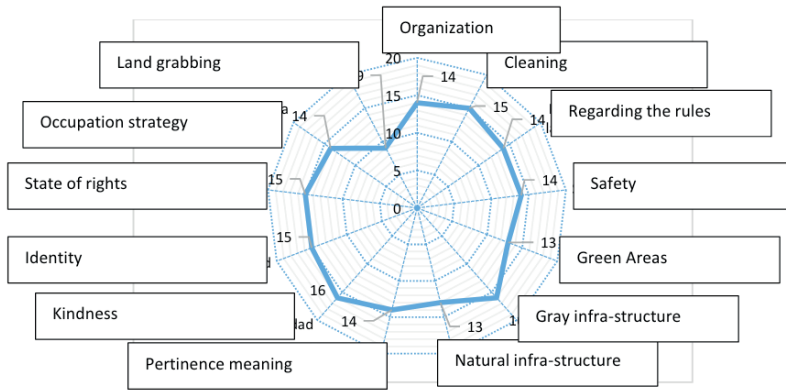 Organization
Cleaning
Land grabbing
Regarding the rules
Occupation strategy
State of rights
Safety
Identity
Green Areas
Kindness
Gray infra-structure
Pertinence meaning
Natural infra-structure
20
15
10
5
0
14
15
14
14
13
13
14
16
15
15
14
9
dad